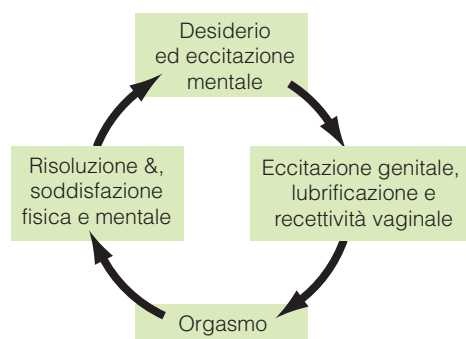 Desiderio
ed eccitazione
mentale
Eccitazione genitale,
lubrificazione e
recettività vaginale
Orgasmo
Risoluzione &,
soddisfazione
fisica e mentale